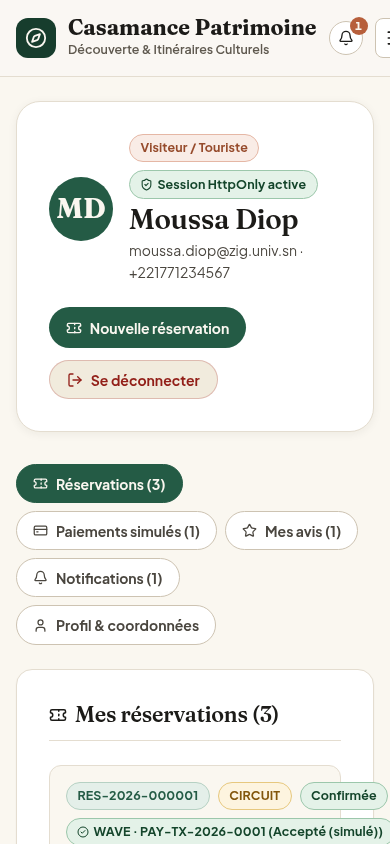 Casamance Patrimoine
Découverte & Itinéraires Culturels
1
Visiteur / Touriste
Session HttpOnly active
MD
Moussa Diop
moussa.diop@zig.univ.sn ·
+221771234567
Nouvelle réservation
Se déconnecter
Réservations (3)
Paiements simulés (1)
Mes avis (1)
Notifications (1)
Profil & coordonnées
Mes réservations (3)
RES-2026-000001
CIRCUIT
Confirmée
WAVE · PAY-TX-2026-0001 (Accepté (simulé))